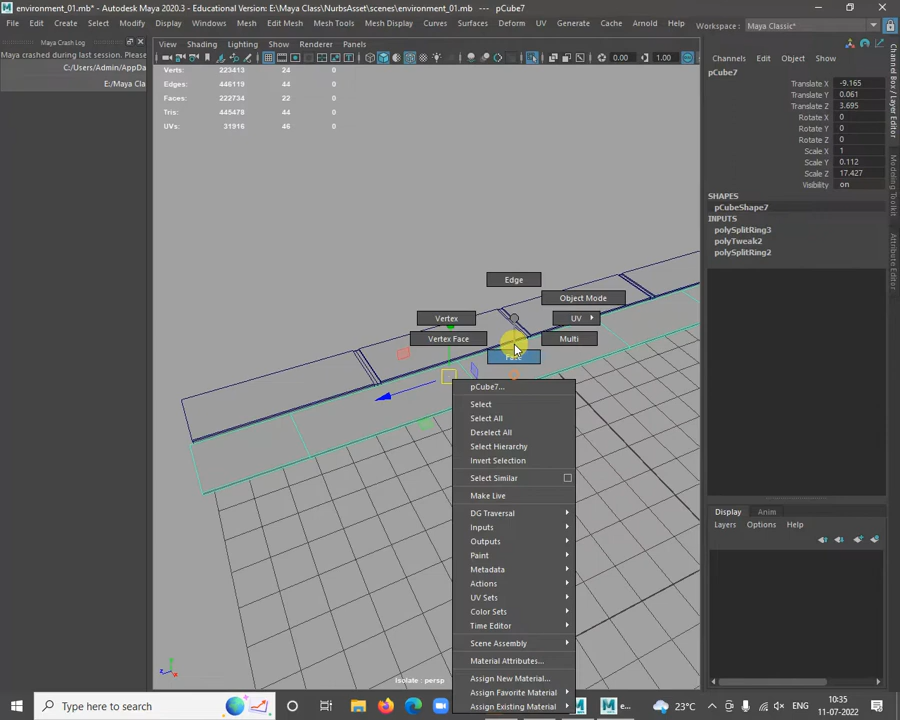 environment_01.mb* - Autodesk Maya 2020.3 - Educational Version: E:\Maya Class\NurbsAsset\scenes\environment_01.mb --- pCube7
File Edit Create Select Modify Display Windows Mesh Edit Mesh Mesh Tools Mesh Display Curves Surfaces Deform UV Generate Cache Arnold Help Workspace : Maya Classic*
Maya Crash Log
Maya crashed during last session. Please
C:/Users/Admin/AppDa
E:/Maya Cla
View Shading Lighting Show Renderer Panels
0.00 1.00
Verts: 223413 24 0
Edges: 446119 44 0
Faces: 222734 22 0
Tris: 445478 44 0
UVs: 31916 46 0
Edge
Object Mode
Vertex
UV
Vertex Face
Multi
Face
pCube7...
Select
Select All
Deselect All
Select Hierarchy
Invert Selection
Select Similar
Make Live
DG Traversal
Inputs
Outputs
Paint
Metadata
Actions
UV Sets
Color Sets
Time Editor
Scene Assembly
Material Attributes...
Assign New Material...
Assign Favorite Material
Assign Existing Material
Isolate : persp
Channels Edit Object Show
pCube7
Translate X -9.165
Translate Y 0.061
Translate Z 3.695
Rotate X 0
Rotate Y 0
Rotate Z 0
Scale X 1
Scale Y 0.112
Scale Z 17.427
Visibility on
SHAPES
pCubeShape7
INPUTS
polySplitRing3
polyTweak2
polySplitRing2
Display Anim
Layers Options Help
Channel Box / Layer Editor
Modeling Toolkit
Attribute Editor
Type here to search
23°C
ENG
10:35
11-07-2022